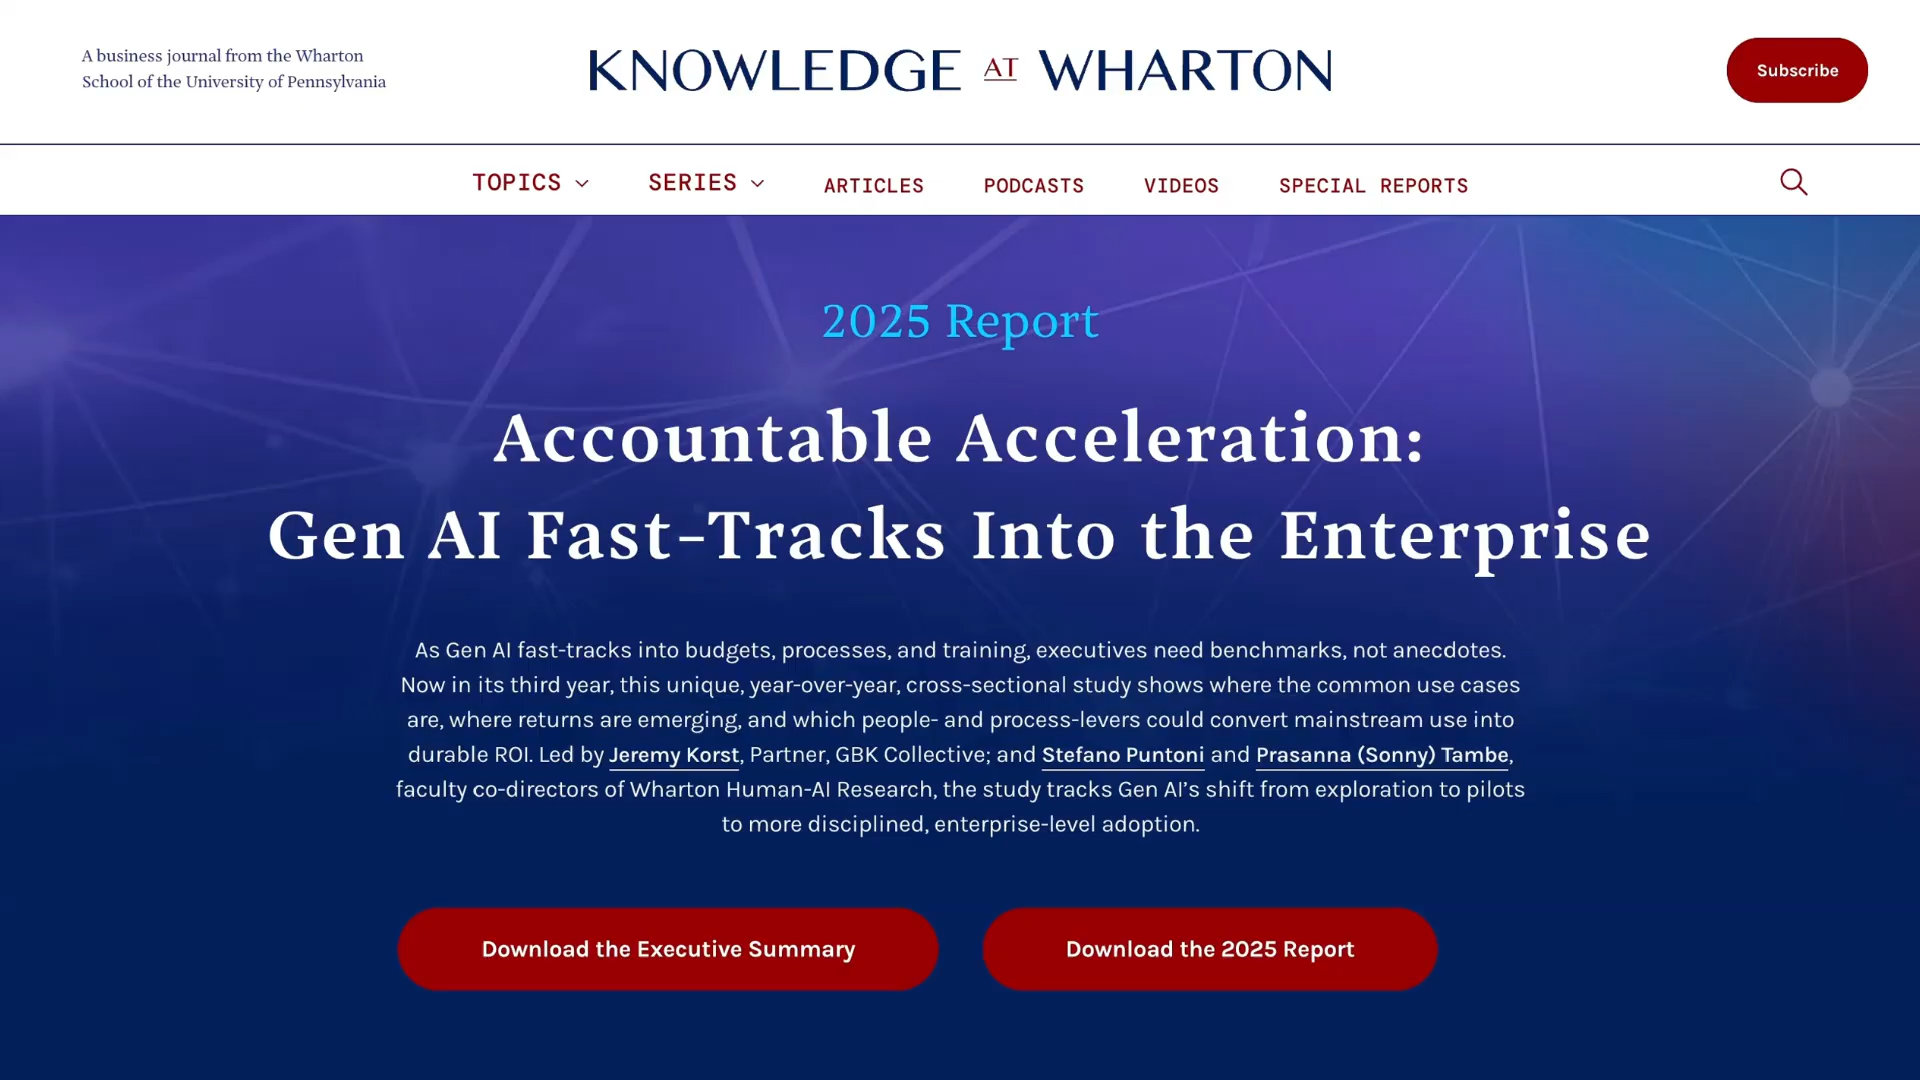 A business journal from the Wharton
School of the University of Pennsylvania
KNOWLEDGE AT WHARTON
Subscribe
TOPICS
SERIES
ARTICLES
PODCASTS
VIDEOS
SPECIAL REPORTS
2025 Report
Accountable Acceleration:
Gen AI Fast-Tracks Into the Enterprise
As Gen AI fast-tracks into budgets, processes, and training, executives need benchmarks, not anecdotes.
Now in its third year, this unique, year-over-year, cross-sectional study shows where the common use cases
are, where returns are emerging, and which people- and process-levers could convert mainstream use into
durable ROI. Led by Jeremy Korst, Partner, GBK Collective; and Stefano Puntoni and Prasanna (Sonny) Tambe,
faculty co-directors of Wharton Human-AI Research, the study tracks Gen AI’s shift from exploration to pilots
to more disciplined, enterprise-level adoption.
Download the Executive Summary
Download the 2025 Report